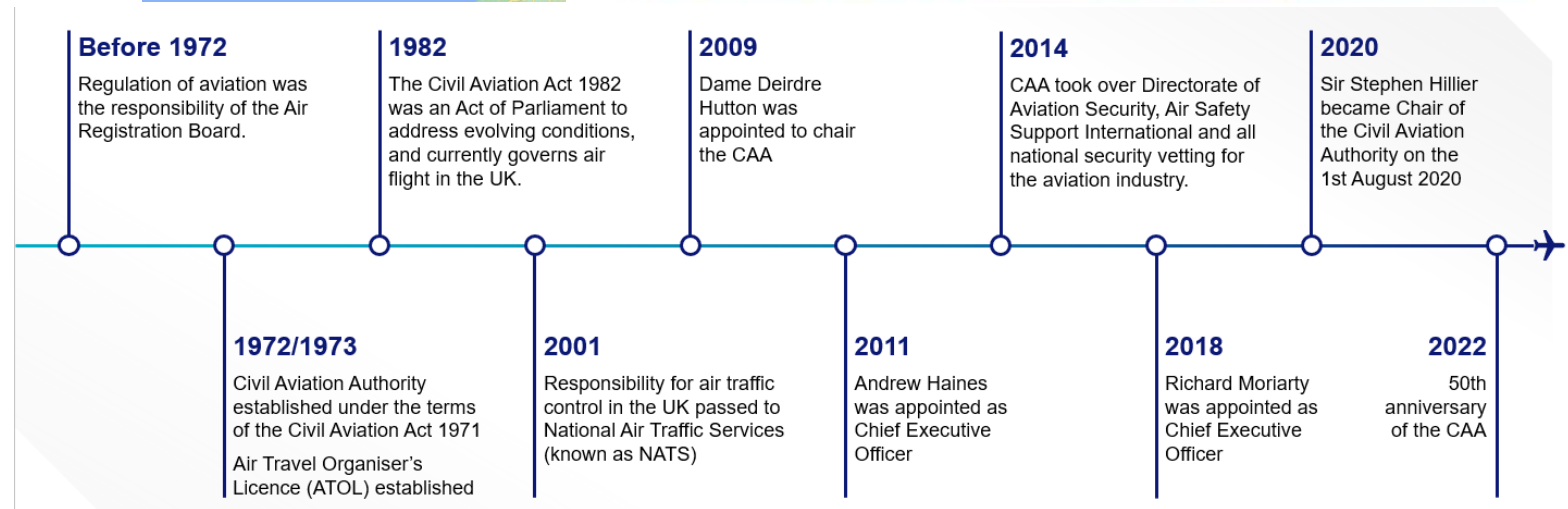 Before 1972
Regulation of aviation was
the responsibility of the Air
Registration Board.
1972/1973
Civil Aviation Authority
established under the terms
of the Civil Aviation Act 1971
Air Travel Organiser’s
Licence (ATOL) established
1982
The Civil Aviation Act 1982
was an Act of Parliament to
address evolving conditions,
and currently governs air
flight in the UK.
2001
Responsibility for air traffic
control in the UK passed to
National Air Traffic Services
(known as NATS)
2009
Dame Deirdre
Hutton was
appointed to chair
the CAA
2011
Andrew Haines
was appointed as
Chief Executive
Officer
2014
CAA took over Directorate of
Aviation Security, Air Safety
Support International and all
national security vetting for
the aviation industry.
2018
Richard Moriarty
was appointed as
Chief Executive
Officer
2020
Sir Stephen Hillier
became Chair of
the Civil Aviation
Authority on the
1st August 2020
2022
50th
anniversary
of the CAA